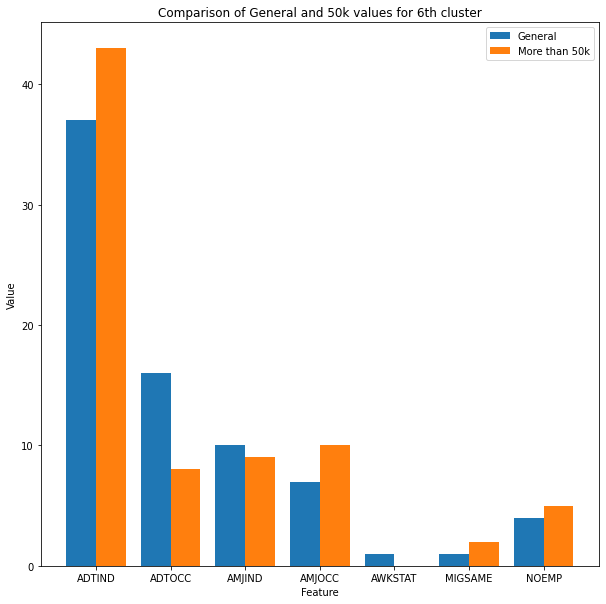 Comparison of General and 50k values for 6th cluster
General
More than 50k
40
30
20
10
0
Value
ADTIND ADTOCC AMJIND AMJOCC AWKSTAT MIGSAME NOEMP
Feature